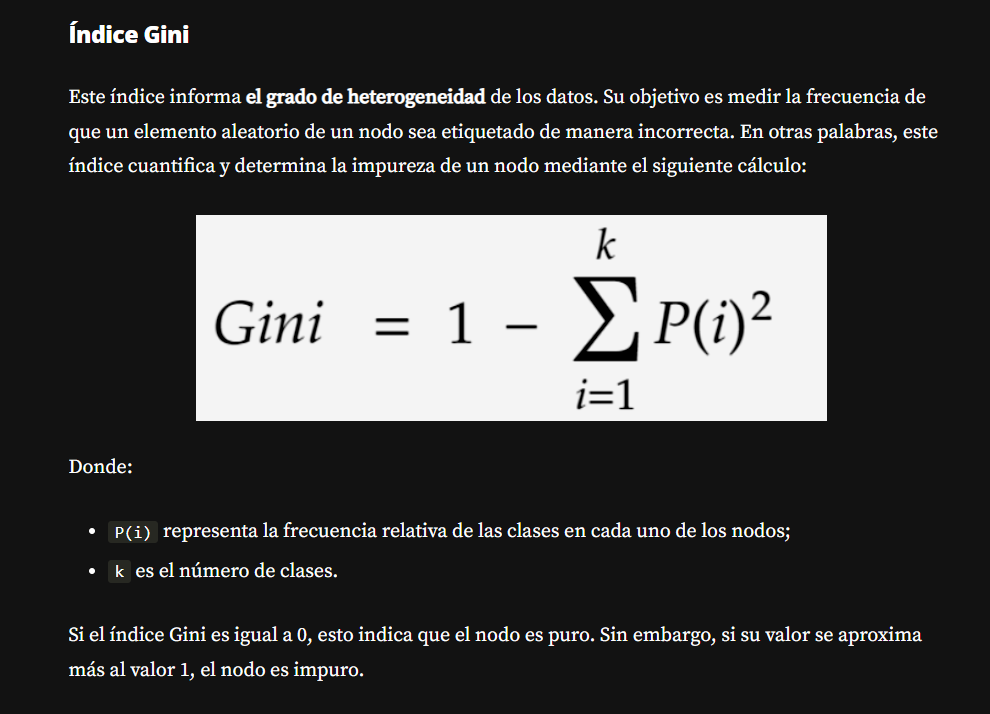 Índice Gini
Este índice informa el grado de heterogeneidad de los datos. Su objetivo es medir la frecuencia de
que un elemento aleatorio de un nodo sea etiquetado de manera incorrecta. En otras palabras, este
índice cuantifica y determina la impureza de un nodo mediante el siguiente cálculo:
k
Gini = 1 − ∑ P(i)²
i=1
Donde:
• P(i) representa la frecuencia relativa de las clases en cada uno de los nodos;
• k es el número de clases.
Si el índice Gini es igual a 0, esto indica que el nodo es puro. Sin embargo, si su valor se aproxima
más al valor 1, el nodo es impuro.